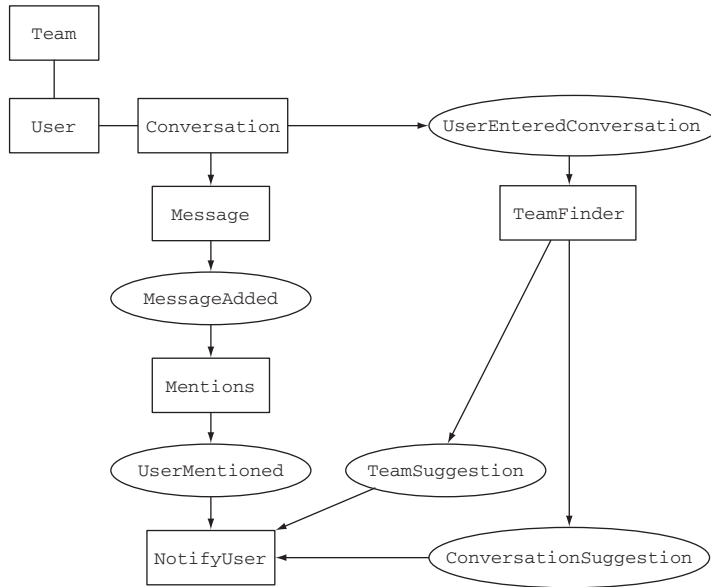 Team
User
Conversation
UserEnteredConversation
Message
TeamFinder
MessageAdded
Mentions
UserMentioned
TeamSuggestion
NotifyUser
ConversationSuggestion